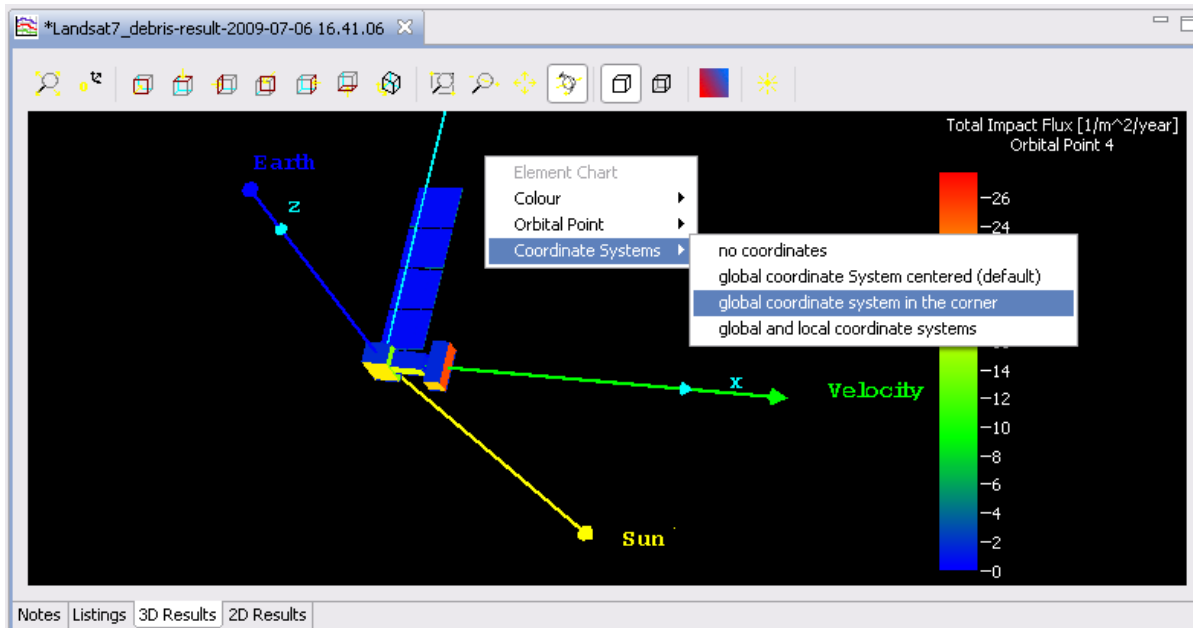 *Landsat7_debris-result-2009-07-06 16.41.06
Total Impact Flux [1/m^2/year]
Orbital Point 4
Earth
z
Element Chart
Colour
Orbital Point
Coordinate Systems
no coordinates
global coordinate System centered (default)
global coordinate system in the corner
global and local coordinate systems
26
24
14
12
10
8
6
4
2
0
x
Velocity
Sun
Notes
Listings
3D Results
2D Results